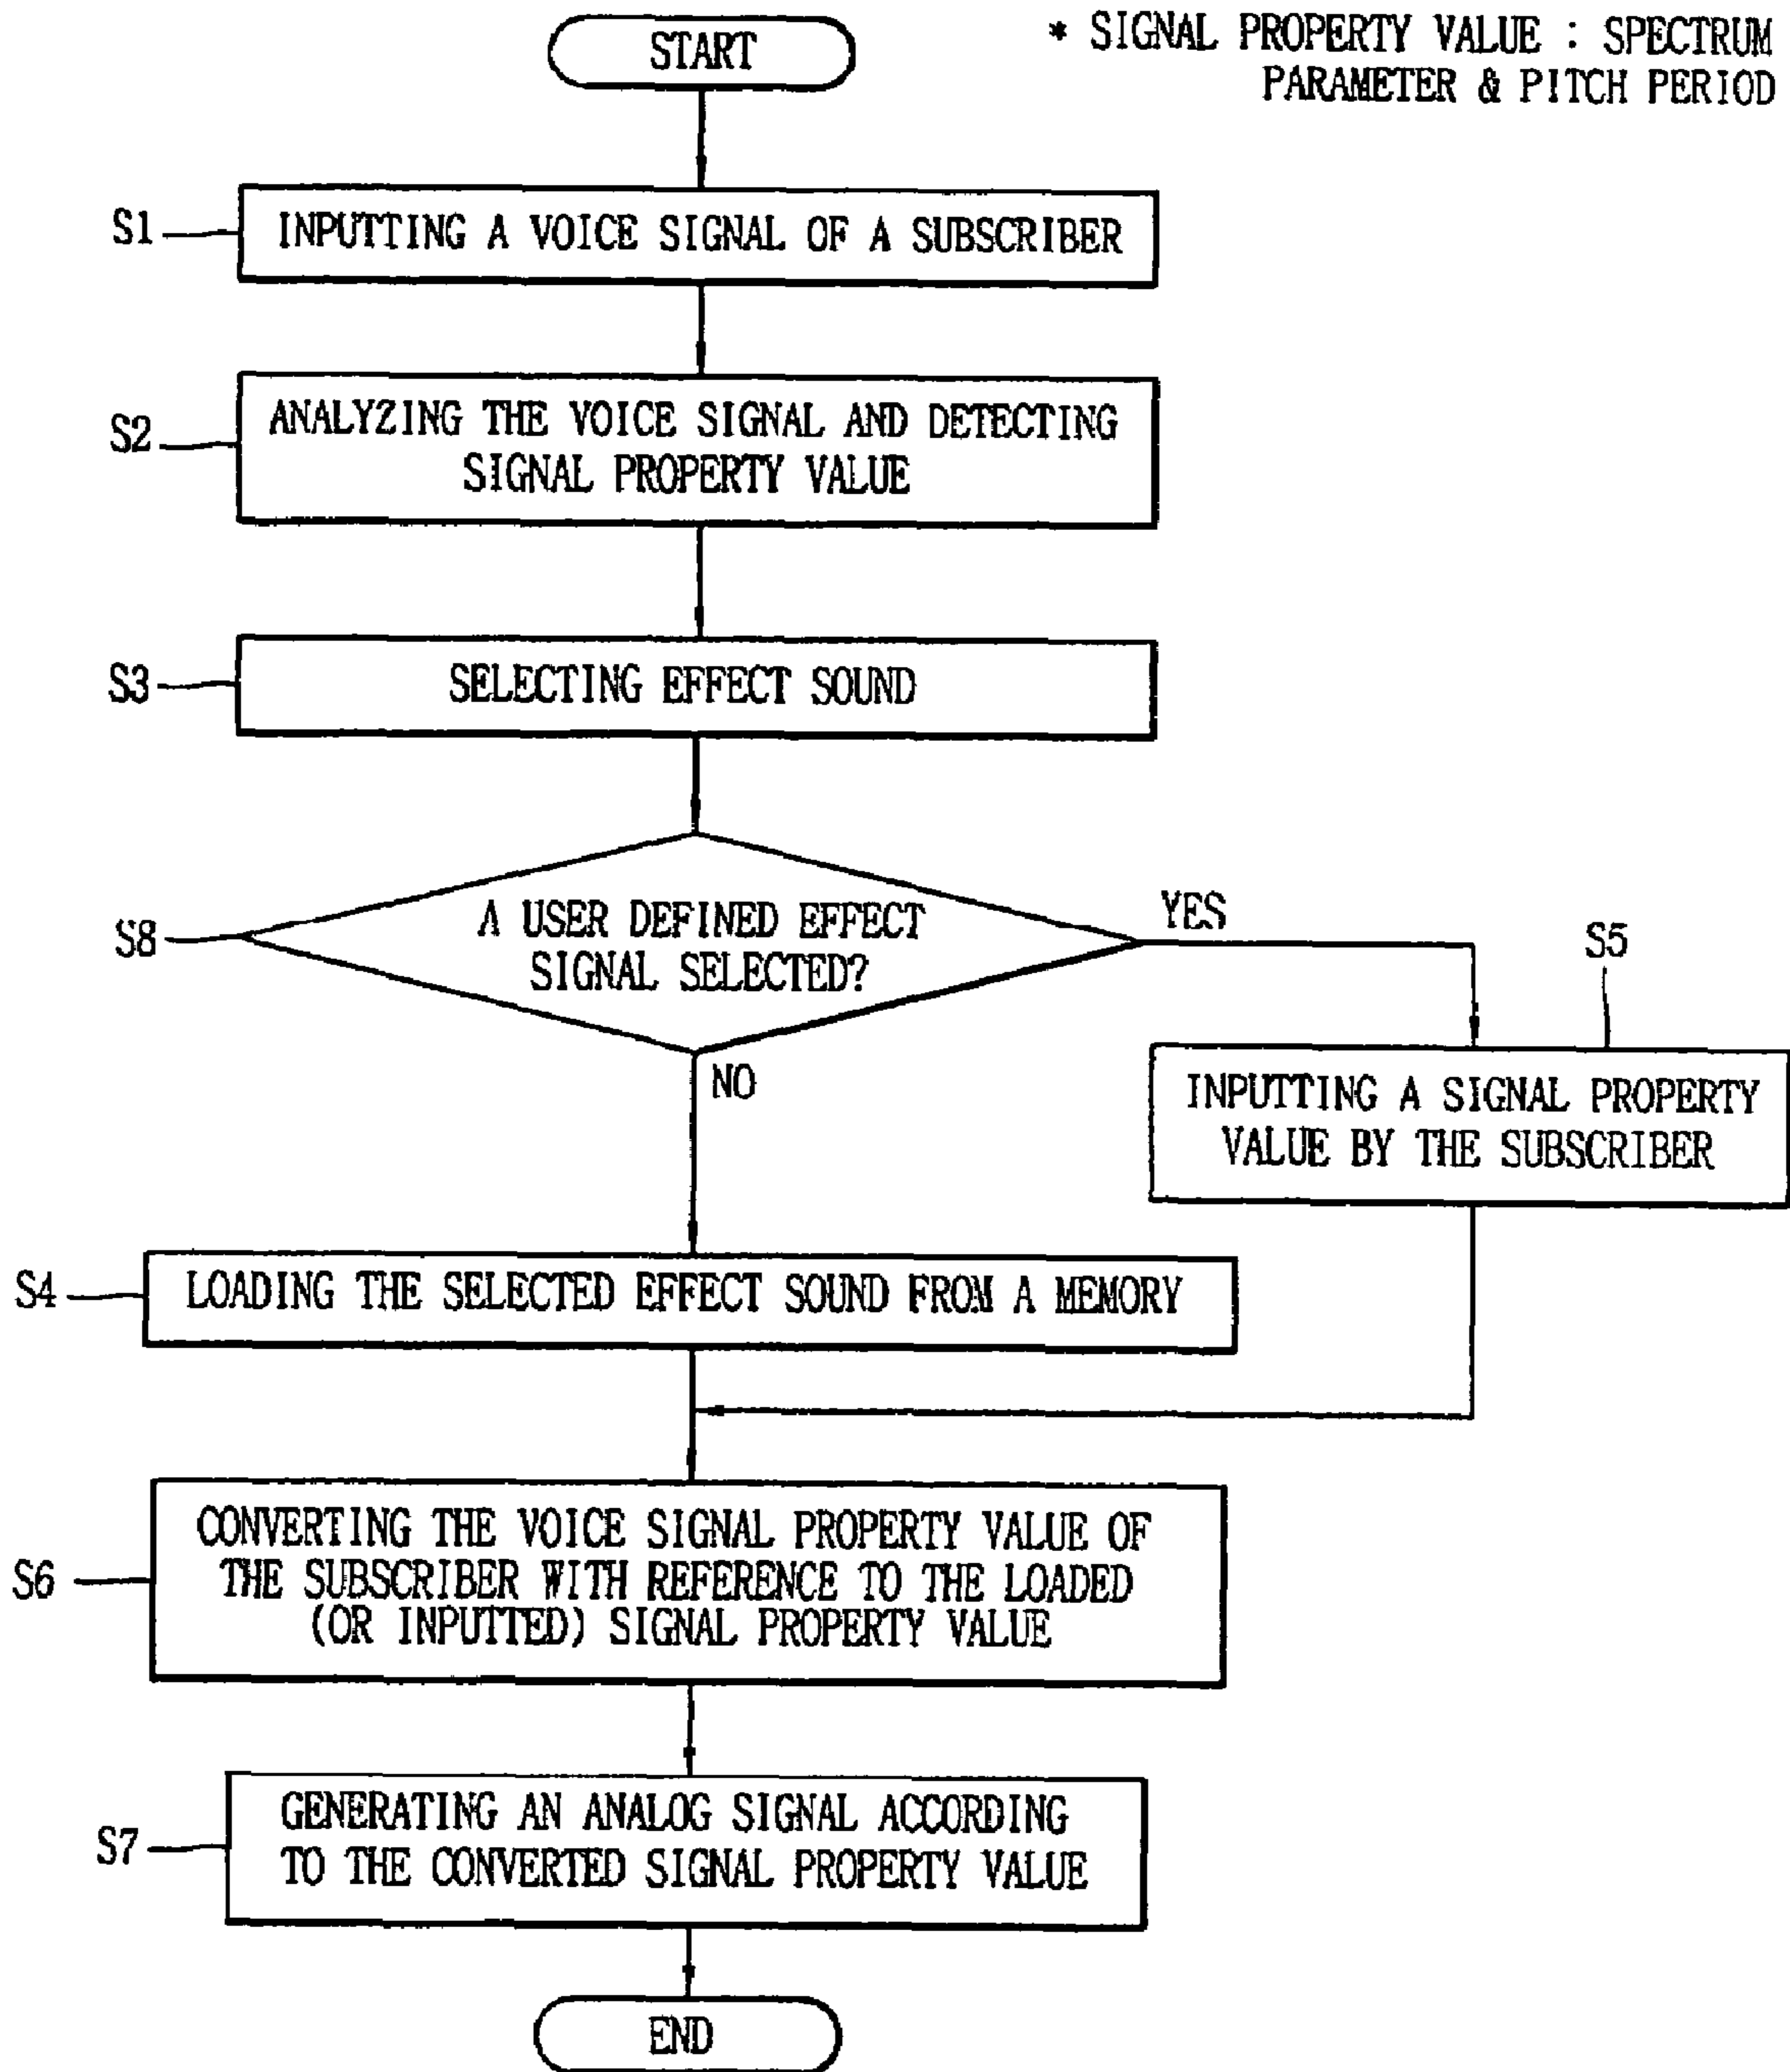 START
* SIGNAL PROPERTY VALUE : SPECTRUM
PARAMETER & PITCH PERIOD
S1
INPUTTING A VOICE SIGNAL OF A SUBSCRIBER
S2
ANALYZING THE VOICE SIGNAL AND DETECTING
SIGNAL PROPERTY VALUE
S3
SELECTING EFFECT SOUND
S8
A USER DEFINED EFFECT
SIGNAL SELECTED?
YES
NO
S5
INPUTTING A SIGNAL PROPERTY
VALUE BY THE SUBSCRIBER
S4
LOADING THE SELECTED EFFECT SOUND FROM A MEMORY
S6
CONVERTING THE VOICE SIGNAL PROPERTY VALUE OF
THE SUBSCRIBER WITH REFERENCE TO THE LOADED
(OR INPUTTED) SIGNAL PROPERTY VALUE
S7
GENERATING AN ANALOG SIGNAL ACCORDING
TO THE CONVERTED SIGNAL PROPERTY VALUE
END